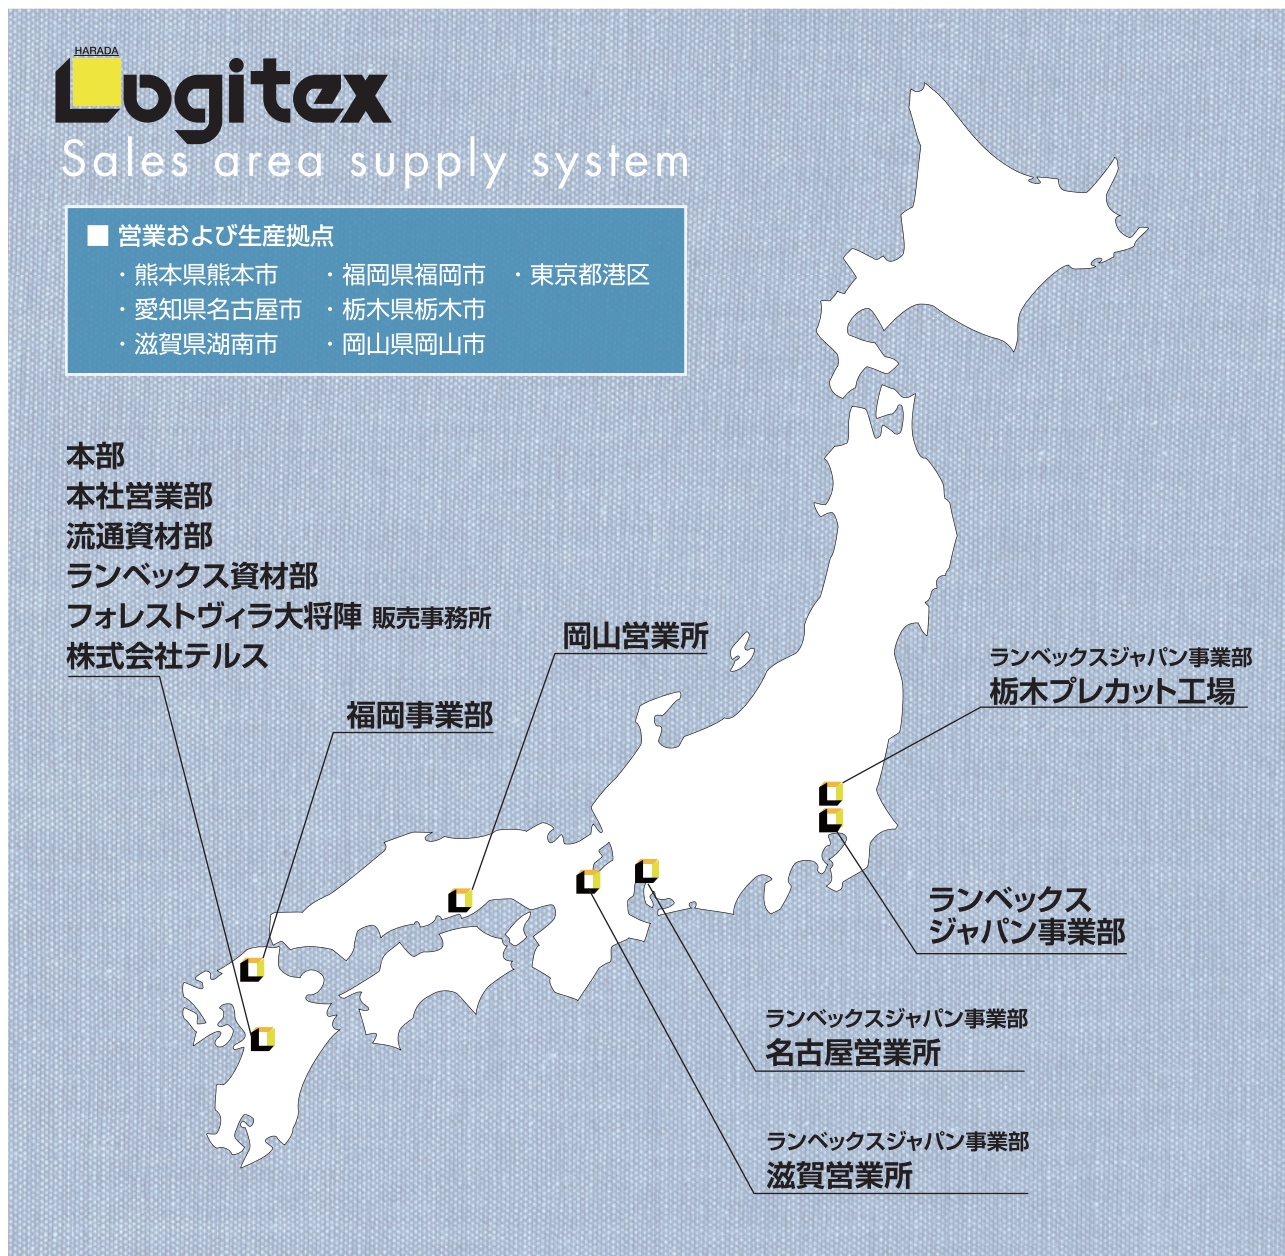 HARADA
Logitex
Sales area supply system
■ 営業および生産拠点
・熊本県熊本市 ・福岡県福岡市 ・東京都港区
・愛知県名古屋市 ・栃木県栃木市
・滋賀県湖南市 ・岡山県岡山市
本部
本社営業部
流通資材部
ランベックス資材部
フォレストヴィラ大将陣 販売事務所
株式会社テルス
岡山営業所
福岡事業部
ランベックスジャパン事業部
栃木プレカット工場
ランベックス
ジャパン事業部
ランベックスジャパン事業部
名古屋営業所
ランベックスジャパン事業部
滋賀営業所